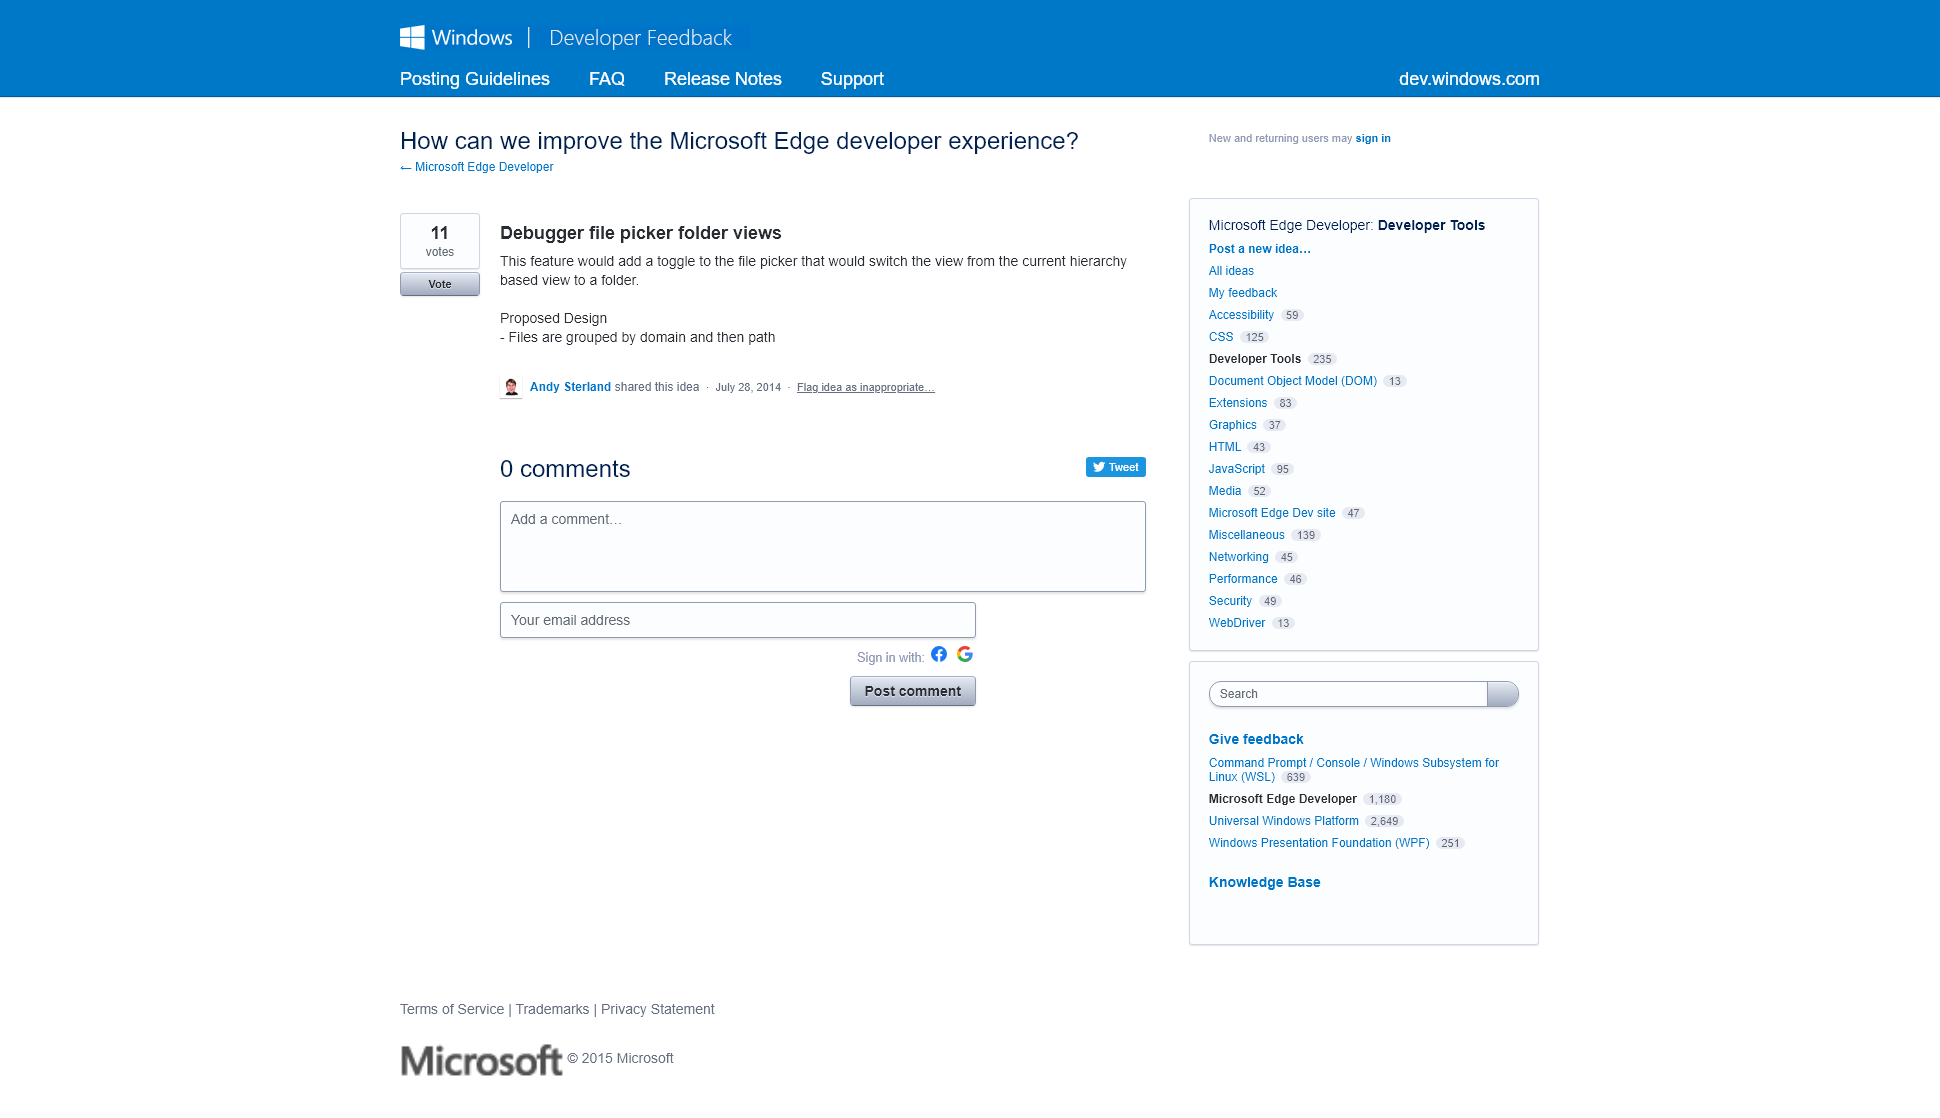 Windows | Developer Feedback
Posting Guidelines FAQ Release Notes Support dev.windows.com
How can we improve the Microsoft Edge developer experience?
← Microsoft Edge Developer
New and returning users may sign in
11
votes
Vote
Debugger file picker folder views
This feature would add a toggle to the file picker that would switch the view from the current hierarchy
based view to a folder.
Proposed Design
- Files are grouped by domain and then path
Andy Sterland shared this idea · July 28, 2014 · Flag idea as inappropriate…
0 comments
Tweet
Add a comment…
Your email address
Sign in with:
Post comment
Microsoft Edge Developer: Developer Tools
Post a new idea…
All ideas
My feedback
Accessibility 59
CSS 125
Developer Tools 235
Document Object Model (DOM) 13
Extensions 83
Graphics 37
HTML 43
JavaScript 95
Media 52
Microsoft Edge Dev site 47
Miscellaneous 139
Networking 45
Performance 46
Security 49
WebDriver 13
Search
Give feedback
Command Prompt / Console / Windows Subsystem for
Linux (WSL) 639
Microsoft Edge Developer 1,180
Universal Windows Platform 2,649
Windows Presentation Foundation (WPF) 251
Knowledge Base
Terms of Service | Trademarks | Privacy Statement
Microsoft © 2015 Microsoft